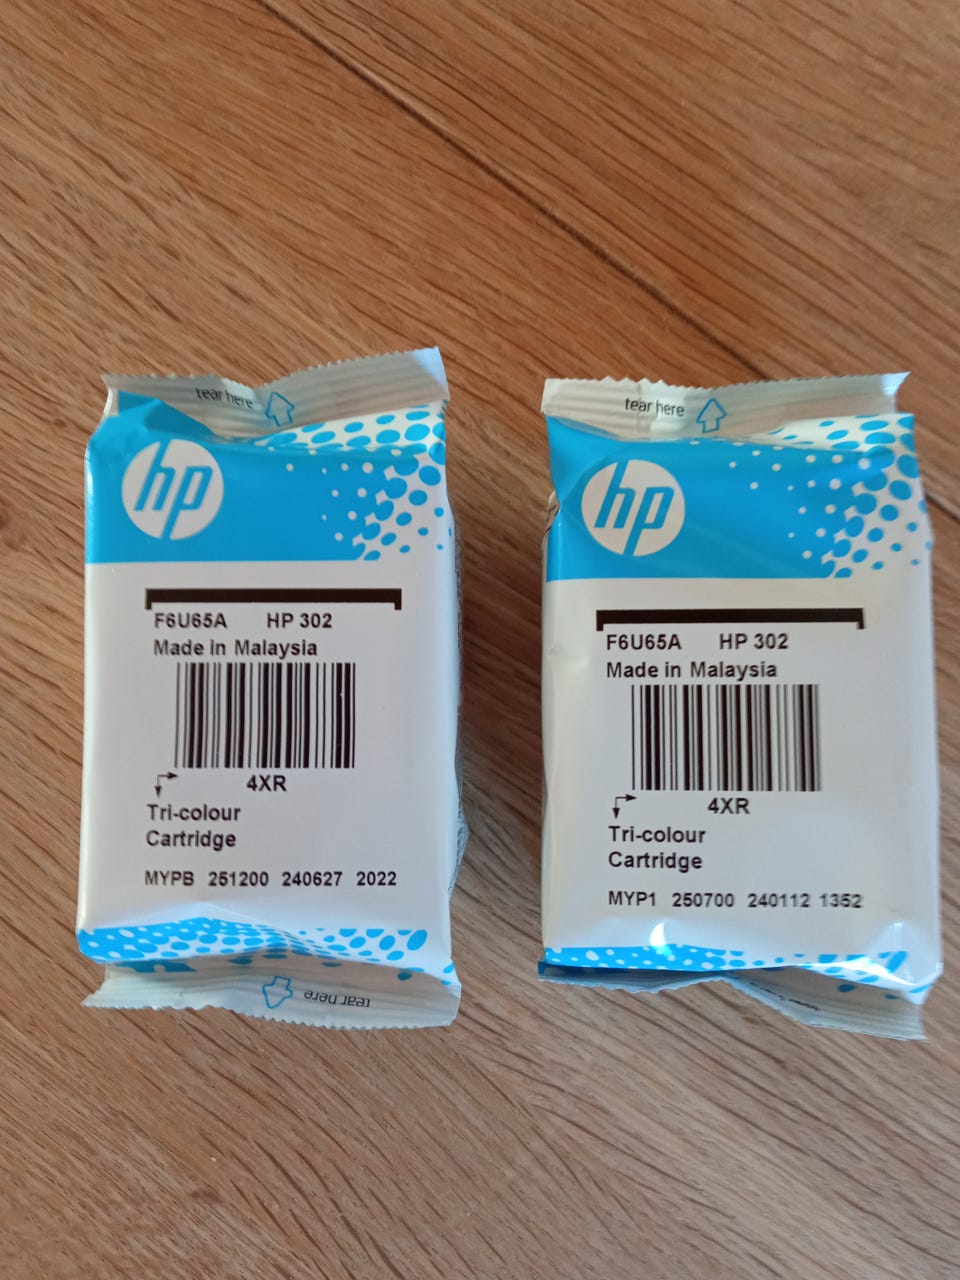 tear here
hp
F6U65A HP 302
Made in Malaysia
4XR
Tri-colour
Cartridge
MYPB 251200 240627 2022
tear here
tear here
hp
F6U65A HP 302
Made in Malaysia
4XR
Tri-colour
Cartridge
MYP1 250700 240112 1352